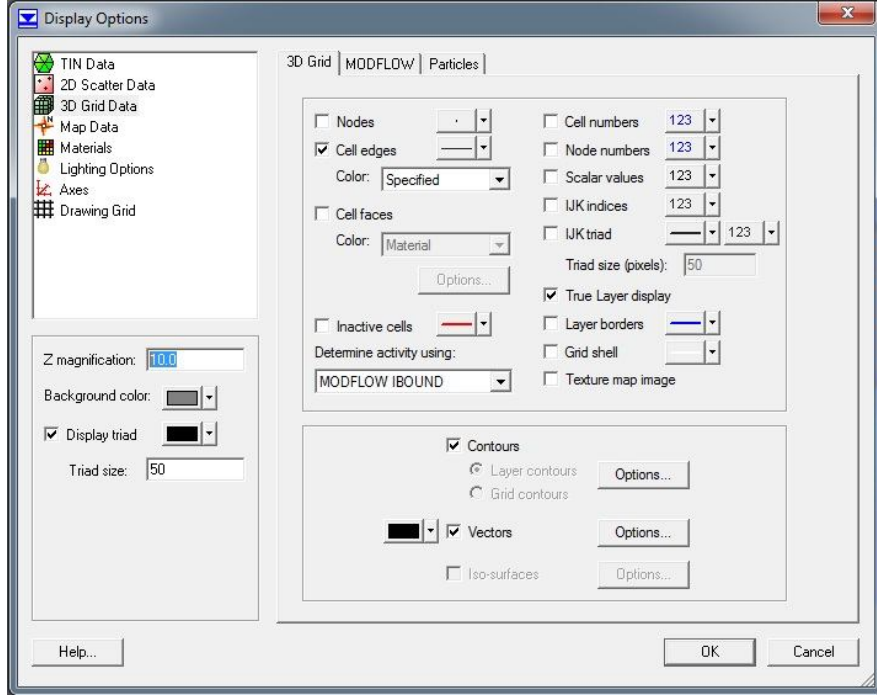 Display Options
TIN Data
2D Scatter Data
3D Grid Data
Map Data
Materials
Lighting Options
Axes
Drawing Grid
Z magnification: 10.0
Background color:
Display triad
Triad size: 50
3D Grid MODFLOW Particles
Nodes
Cell edges
Color: Specified
Cell faces
Color: Material
Options...
Inactive cells
Determine activity using:
MODFLOW IBOUND
Cell numbers 123
Node numbers 123
Scalar values 123
IJK indices 123
IJK triad 123
Triad size (pixels): 50
True Layer display
Layer borders
Grid shell
Texture map image
Contours
Layer contours Options...
Grid contours
Vectors Options...
Iso-surfaces Options...
Help... OK Cancel